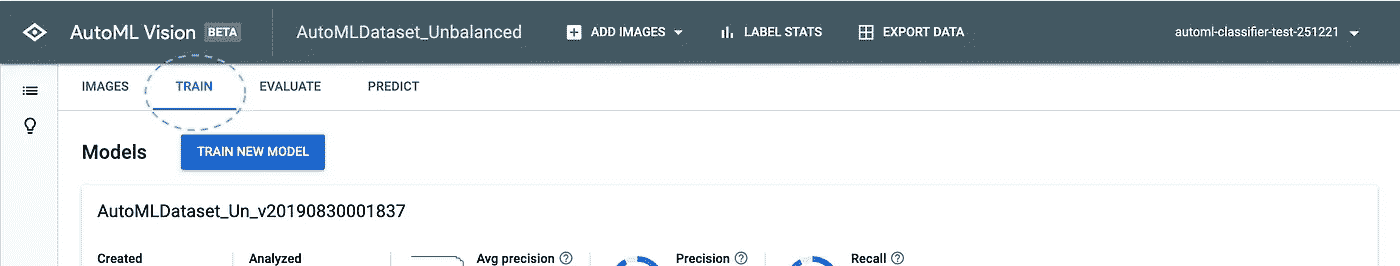 AutoML Vision BETA AutoMLDataset_Unbalanced ADD IMAGES LABEL STATS EXPORT DATA automl-classifier-test-251221
IMAGES TRAIN EVALUATE PREDICT
Models TRAIN NEW MODEL
AutoMLDataset_Un_v20190830001837
Created Analyzed Avg precision ? Precision ? Recall ?